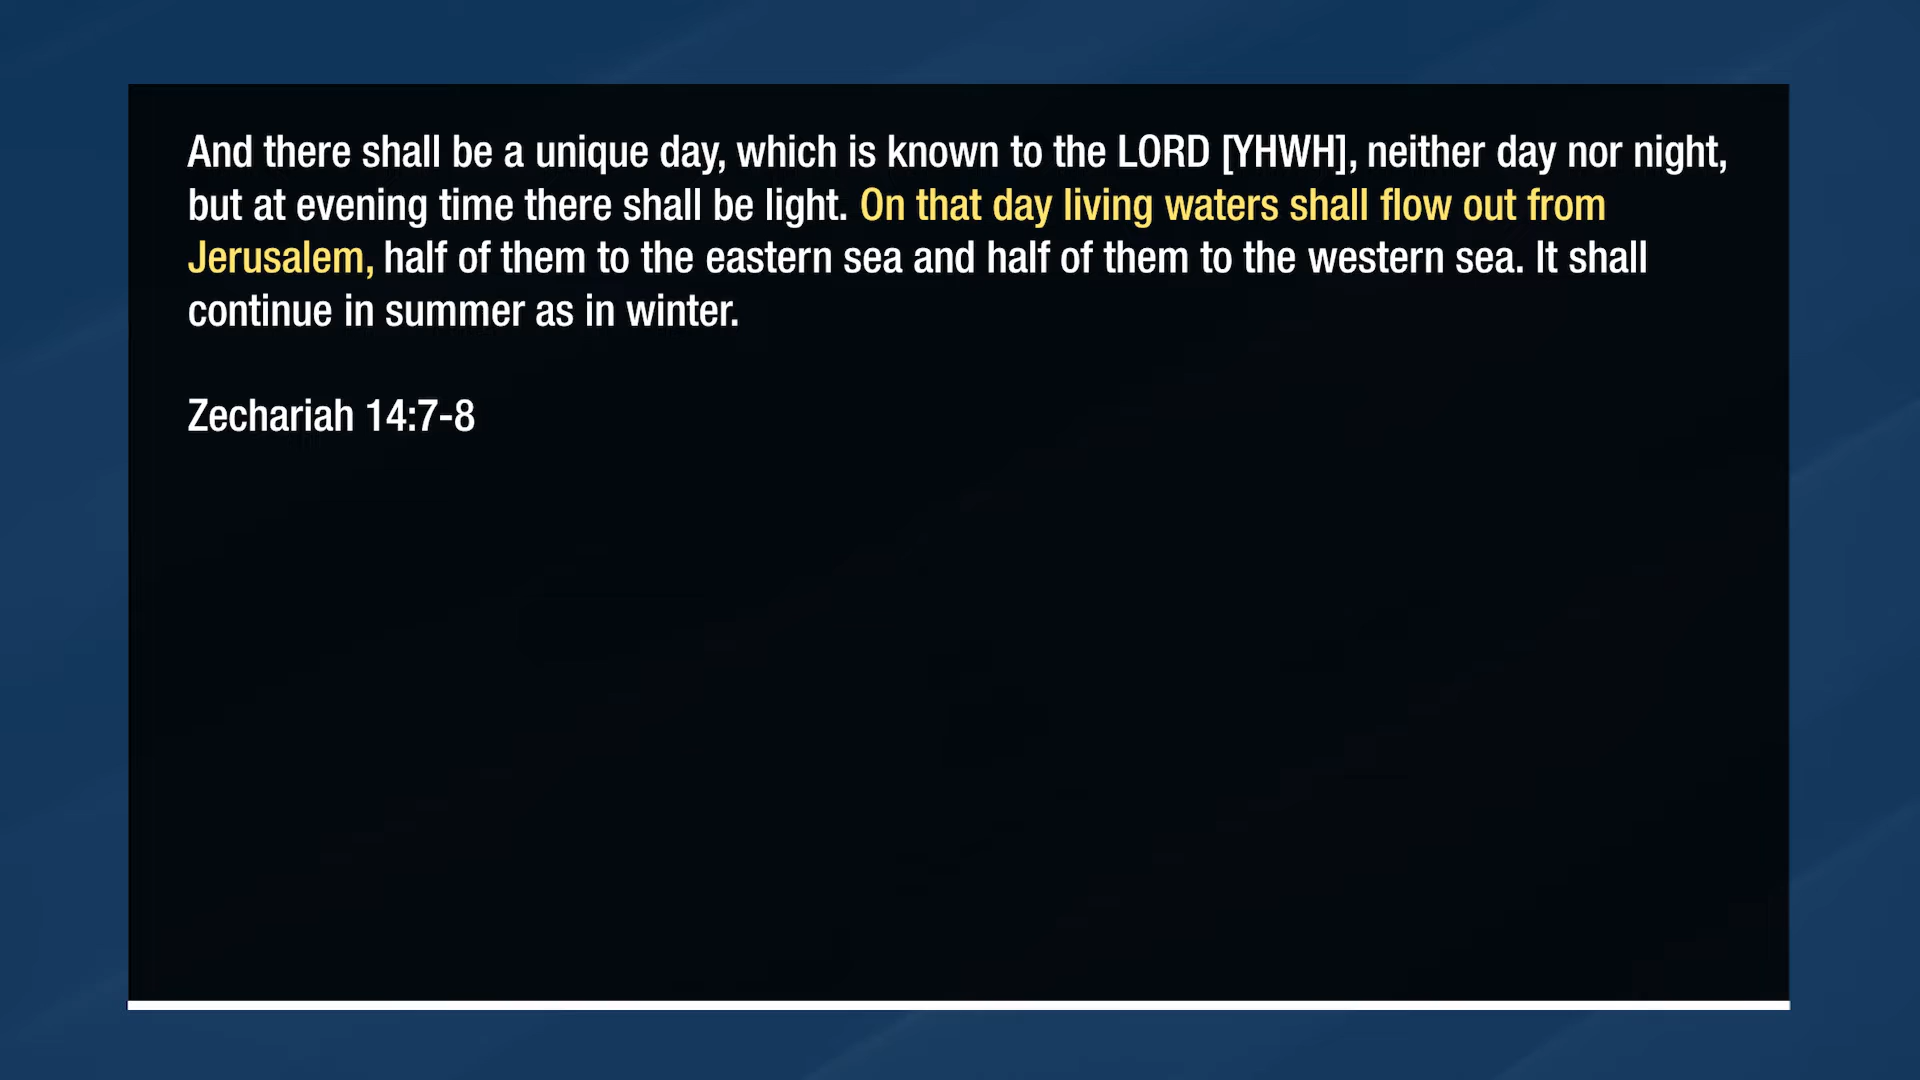 And there shall be a unique day, which is known to the LORD [YHWH], neither day nor night,
but at evening time there shall be light. On that day living waters shall flow out from
Jerusalem, half of them to the eastern sea and half of them to the western sea. It shall
continue in summer as in winter.
Zechariah 14:7-8